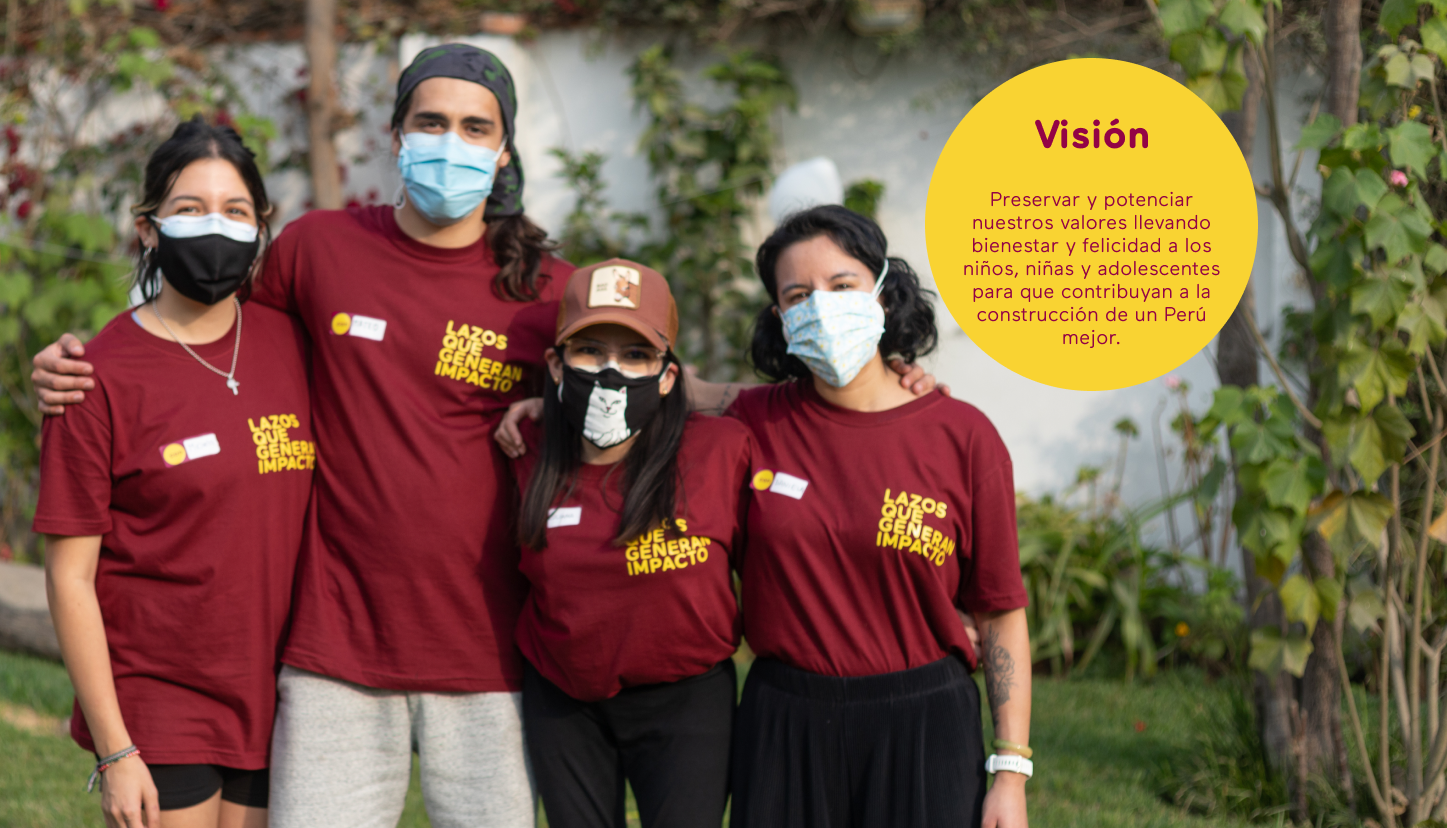 Visión
Preservar y potenciar
nuestros valores llevando
bienestar y felicidad a los
niños, niñas y adolescentes
para que contribuyan a la
construcción de un Perú
mejor.
LAZOS
QUE
GENERAN
IMPACTO
LAZOS
QUE
GENERAN
IMPACTO
QUE
GENERAN
IMPACTO
LAZOS
QUE
GENERAN
IMPACTO